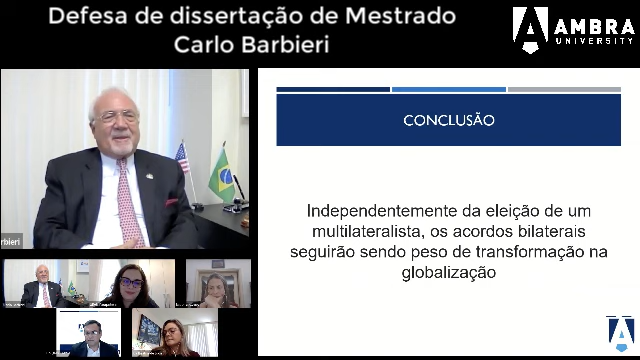 Defesa de dissertação de Mestrado
Carlo Barbieri
AMBRA
UNIVERSITY
rbieri
CONCLUSÃO
Independentemente da eleição de um
multilateralista, os acordos bilaterais
seguirão sendo peso de transformação na
globalização